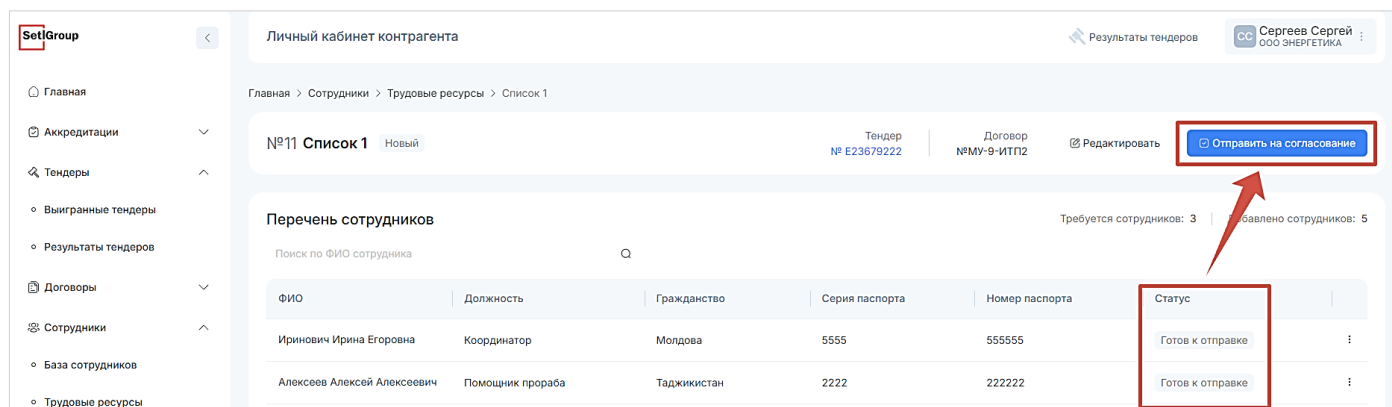 SetlGroup
Личный кабинет контрагента
Результаты тендеров
СС
Сергеев Сергей
ООО ЭНЕРГЕТИКА
Главная
Главная > Сотрудники > Трудовые ресурсы > Список 1
Аккредитации
№11 Список 1 Новый
Тендер
№ E23679222
Договор
№МУ-9-ИТП2
Редактировать
Отправить на согласование
Тендеры
Выигранные тендеры
Результаты тендеров
Договоры
Сотрудники
База сотрудников
Трудовые ресурсы
Перечень сотрудников
Требуется сотрудников: 3
Добавлено сотрудников: 5
Поиск по ФИО сотрудника
ФИО Должность Гражданство Серия паспорта Номер паспорта Статус
Иринович Ирина Егоровна Координатор Молдова 5555 555555 Готов к отправке
Алексеев Алексей Алексеевич Помощник прораба Таджикистан 2222 222222 Готов к отправке